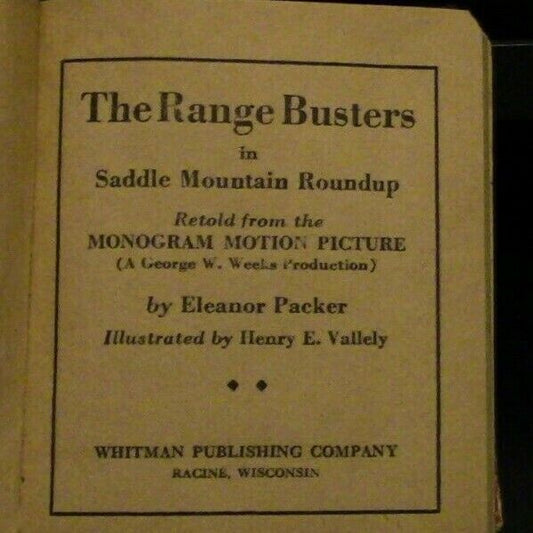 The Range Busters
in
Saddle Mountain Roundup
Retold from the
MONOGRAM MOTION PICTURE
(A George W. Weeks Production)
by Eleanor Packer
Illustrated by Henry E. Vallely
WHITMAN PUBLISHING COMPANY
RACINE, WISCONSIN